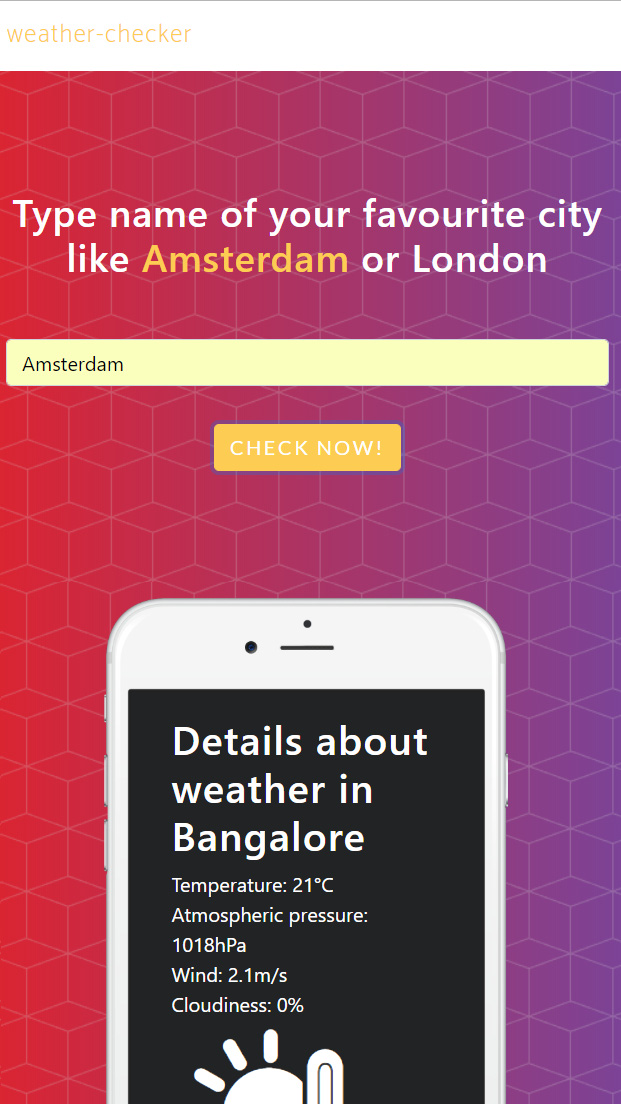 weather-checker
Type name of your favourite city
like Amsterdam or London
Amsterdam
CHECK NOW!
Details about
weather in
Bangalore
Temperature: 21°C
Atmospheric pressure:
1018hPa
Wind: 2.1m/s
Cloudiness: 0%